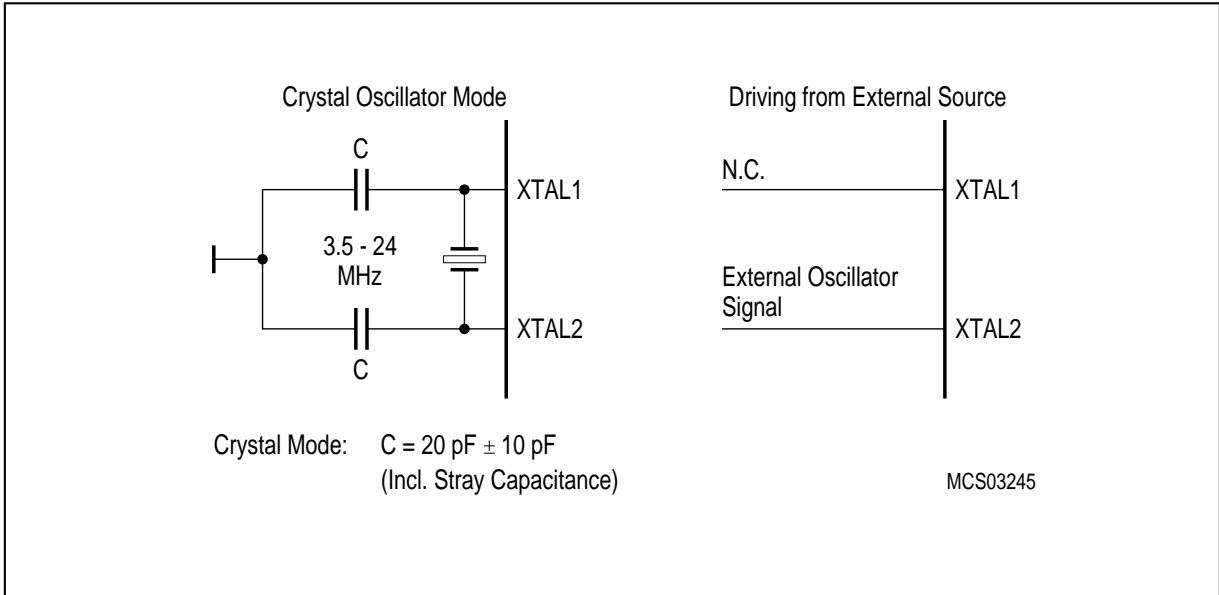 Crystal Oscillator Mode
C
XTAL1
3.5 - 24
MHz
XTAL2
C
Crystal Mode: C = 20 pF ± 10 pF
(Incl. Stray Capacitance)
Driving from External Source
N.C.
XTAL1
External Oscillator
Signal
XTAL2
MCS03245